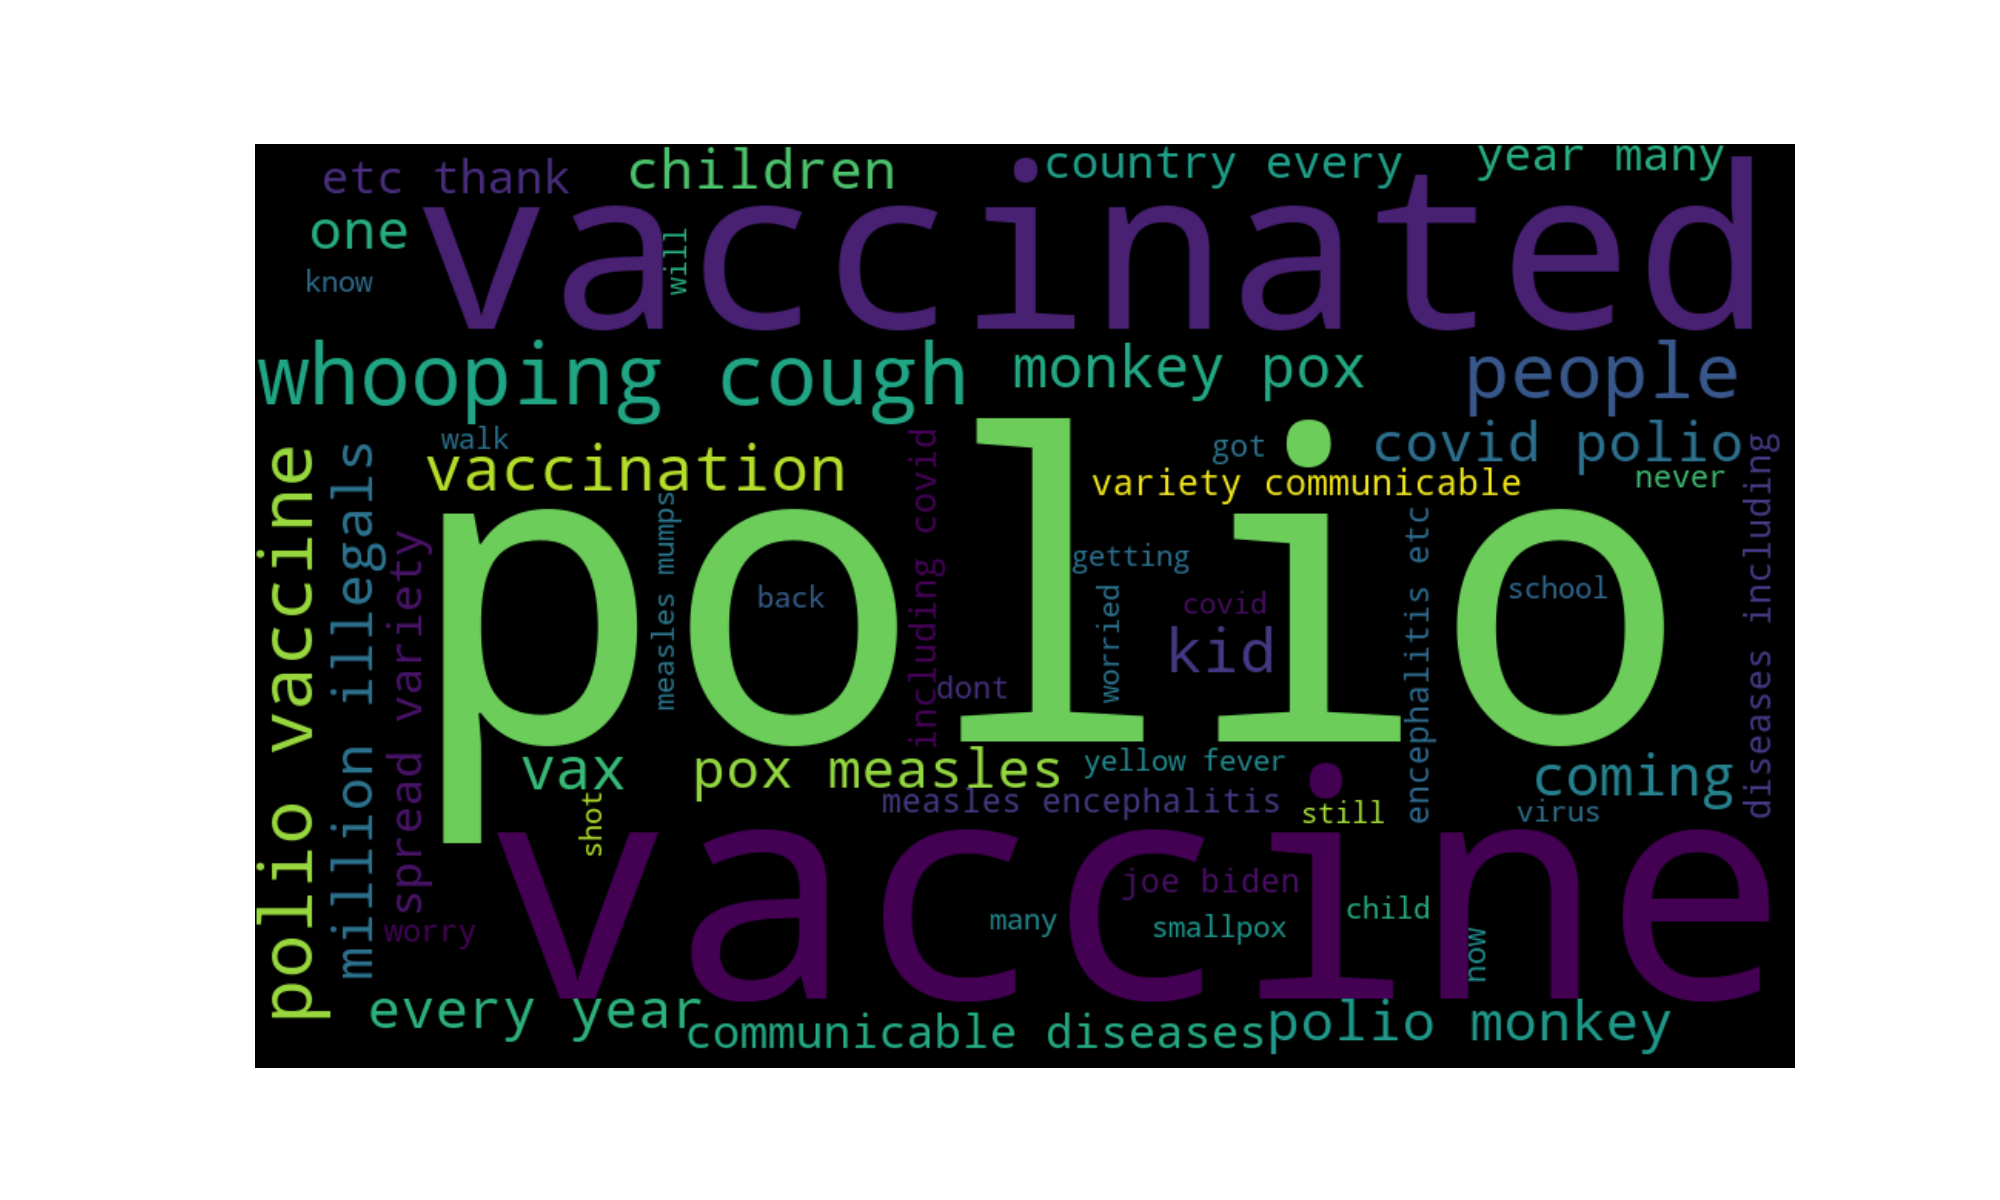 etc thank
children
country every
year many
one
vaccinated
will
know
whooping cough
monkey pox
people
walk
got
covid polio
vaccination
variety communicable
never
polio vaccine
million illegals
spread variety
measles mumps
including covid
polio
getting
encephalitis etc
diseases including
back
worried
covid
school
kid
dont
vax
pox measles
yellow fever
coming
measles encephalitis
still
virus
shot
vaccine
joe biden
child
many
smallpox
worry
now
every year
communicable diseases
polio monkey